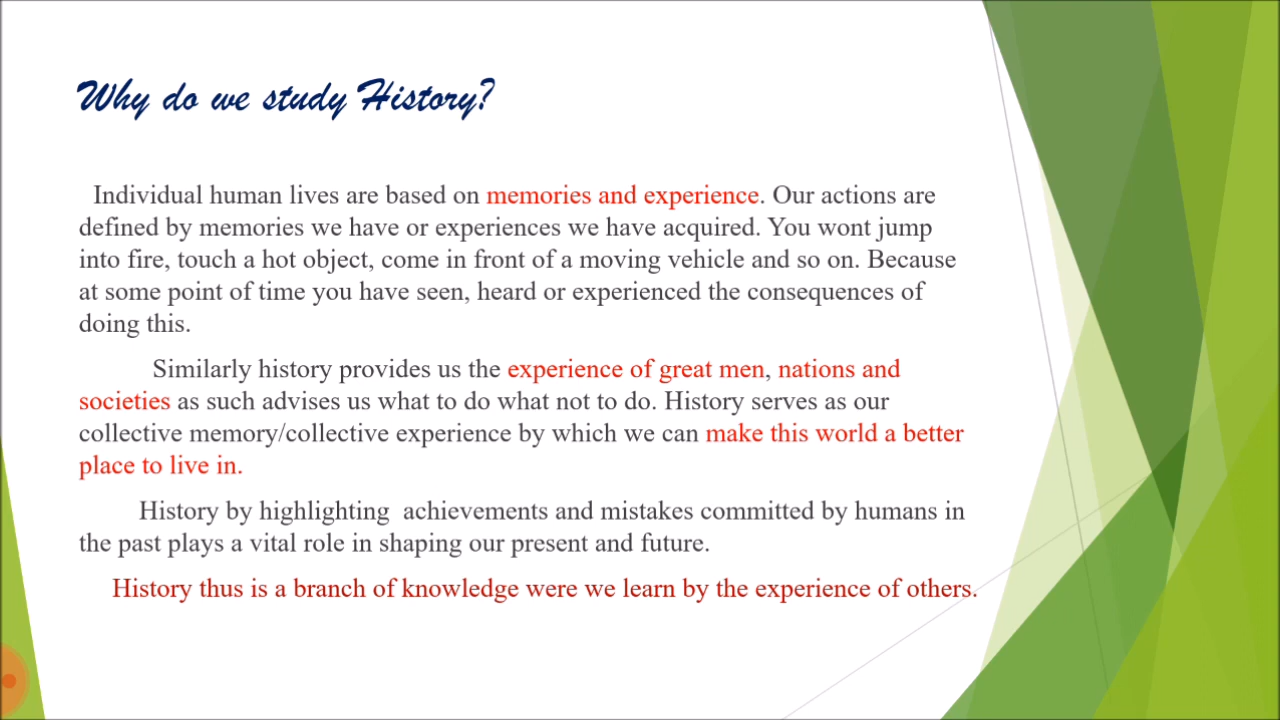 Why do we study History?
Individual human lives are based on memories and experience. Our actions are
defined by memories we have or experiences we have acquired. You wont jump
into fire, touch a hot object, come in front of a moving vehicle and so on. Because
at some point of time you have seen, heard or experienced the consequences of
doing this.
Similarly history provides us the experience of great men, nations and
societies as such advises us what to do what not to do. History serves as our
collective memory/collective experience by which we can make this world a better
place to live in.
History by highlighting  achievements and mistakes committed by humans in
the past plays a vital role in shaping our present and future.
History thus is a branch of knowledge were we learn by the experience of others.